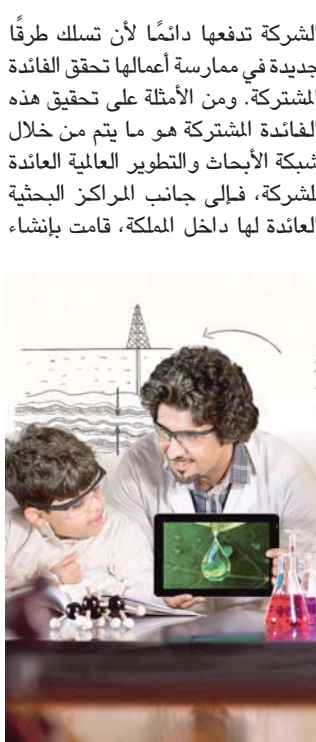 الشركة تدفعها دائمًا لأن تسلك طرقًا
جديدة في ممارسة أعمالها تحقق الفائدة
المشتركة. ومن الأمثلة على تحقيق هذه
الفائدة المشتركة هو ما يتم من خلال
شبكة الأبحاث والتطوير العالمية العائدة
للشركة، فإلى جانب المراكز البحثية
العائدة لها داخل المملكة، قامت بإنشاء